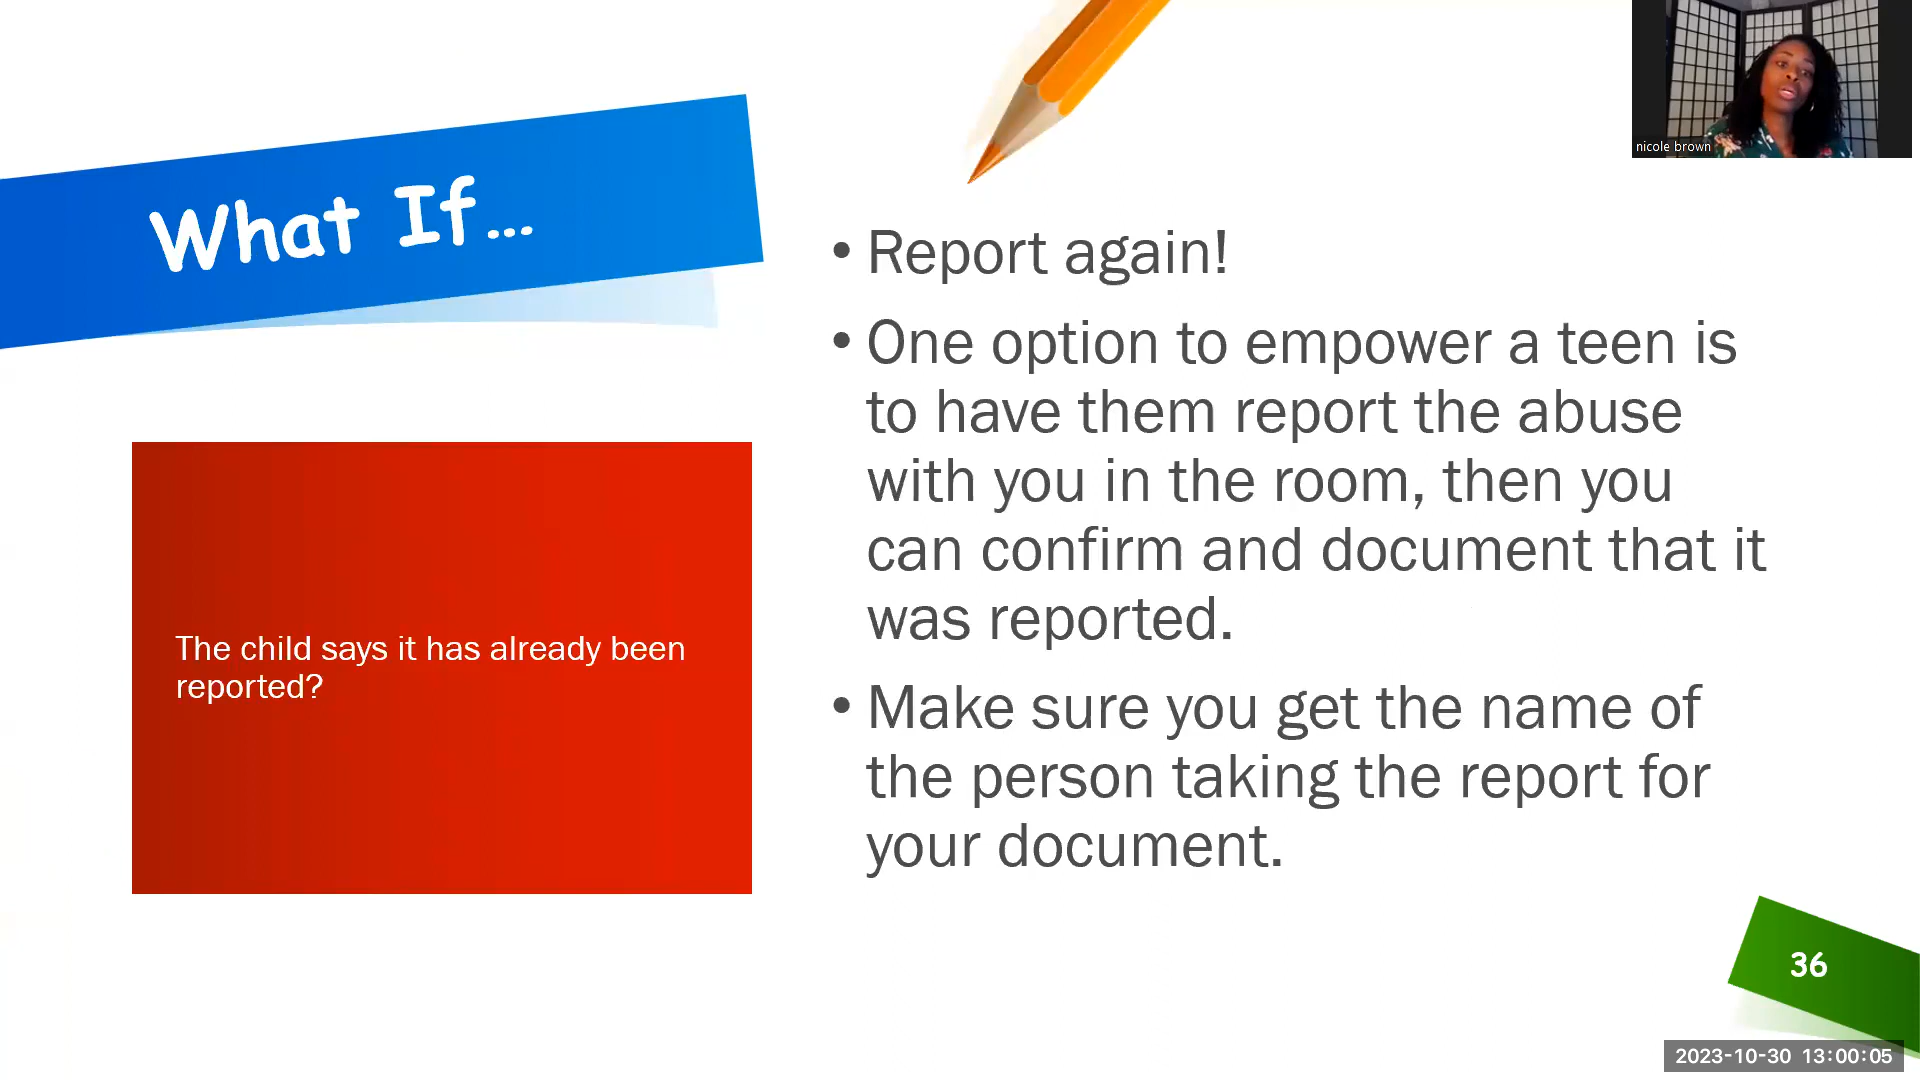 What If...
nicole brown
• Report again!
• One option to empower a teen is
to have them report the abuse
with you in the room, then you
can confirm and document that it
was reported.
• Make sure you get the name of
the person taking the report for
your document.
The child says it has already been
reported?
36
2023-10-30 13:00:05